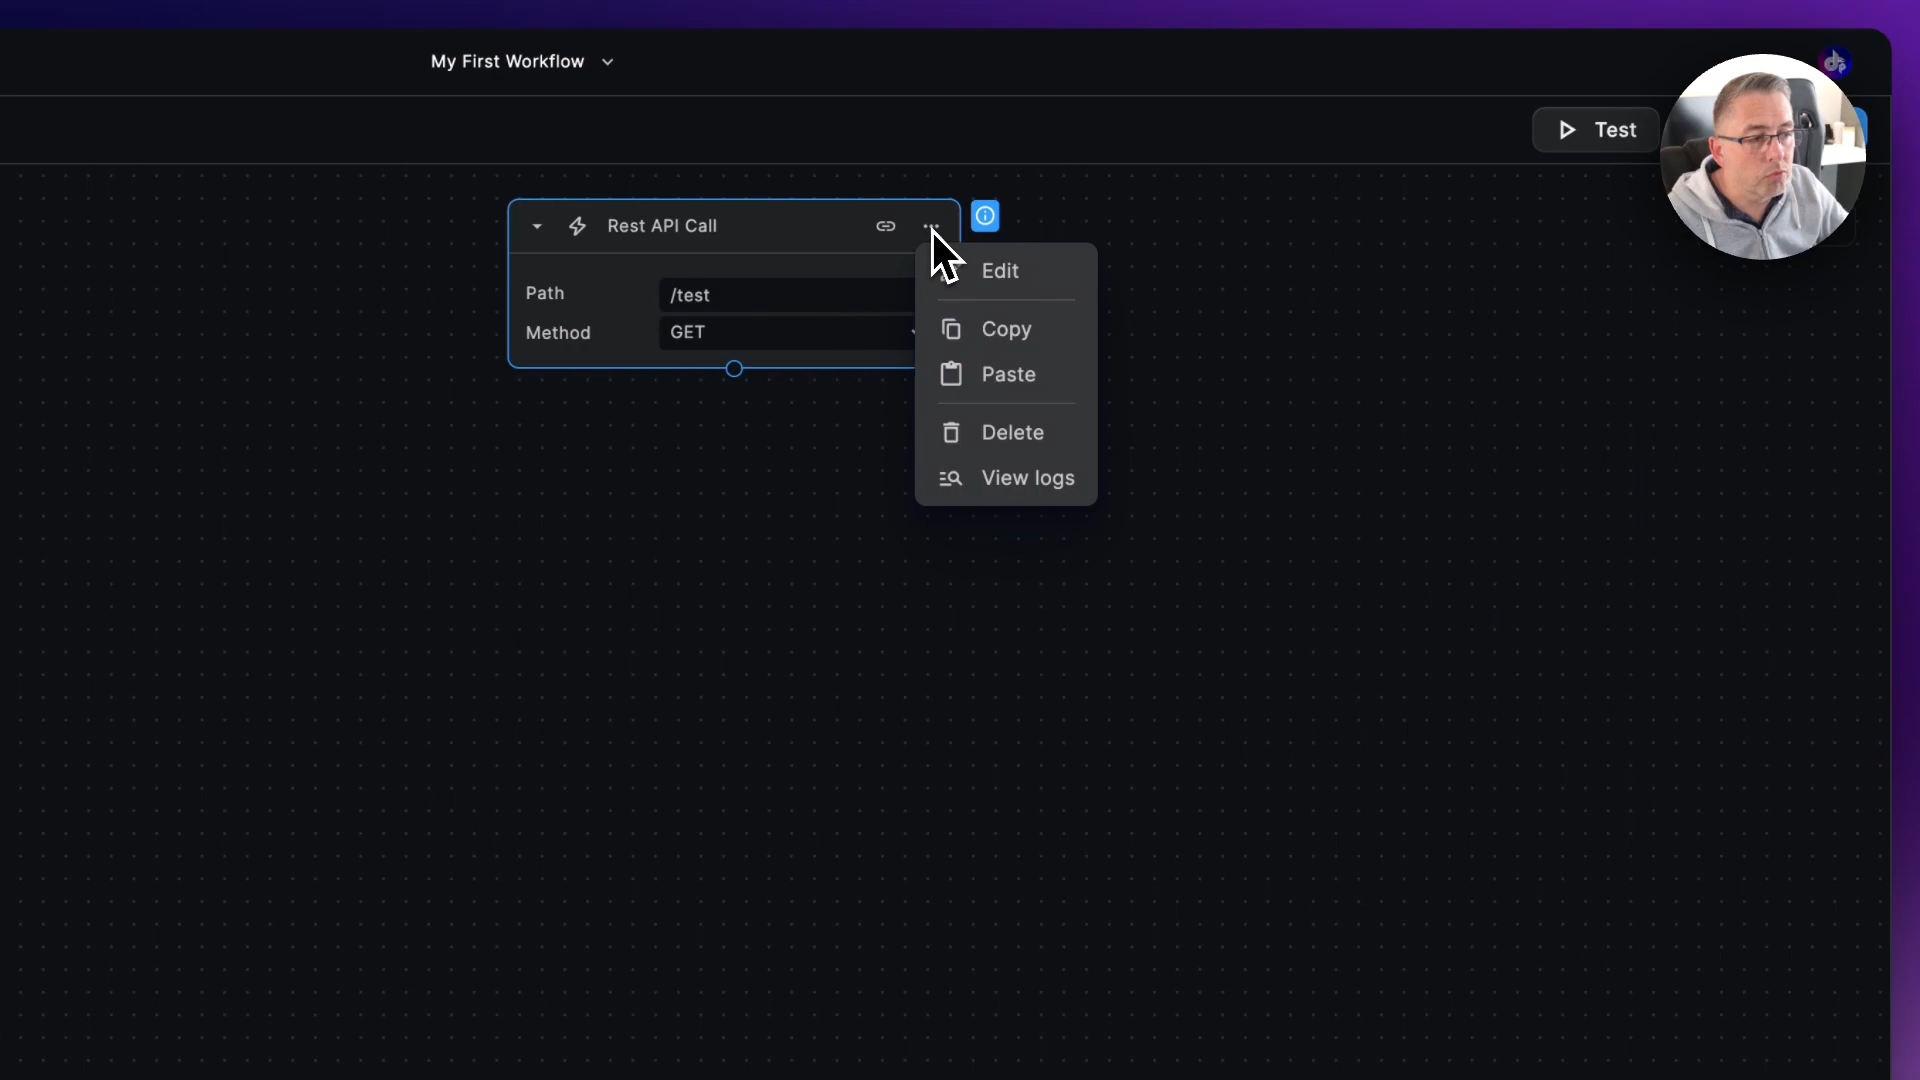 My First Workflow
Test
Rest API Call
Path
/test
Method
GET
Edit
Copy
Paste
Delete
View logs